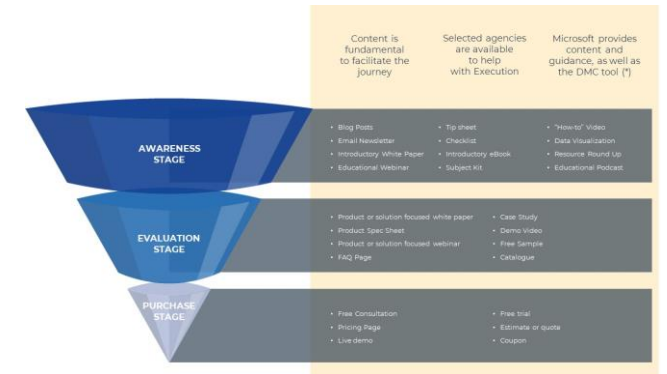 Content is
fundamental
to facilitate the
journey
Selected agencies
are available
to help
with Execution
Microsoft provides
content and
guidance, as well as
the DMC tool (*)
AWARENESS
STAGE
• Blog Posts
• Email Newsletter
• Introductory White Paper
• Educational Webinar
• Tip sheet
• Checklist
• Introductory eBook
• Subject Kit
• "How-to" Video
• Data Visualization
• Resource Round Up
• Educational Podcast
EVALUATION
STAGE
• Product or solution focused white paper
• Product Spec Sheet
• Product or solution focused webinar
• FAQ Page
• Case Study
• Demo Video
• Free Sample
• Catalogue
PURCHASE
STAGE
• Free Consultation
• Pricing Page
• Live demo
• Free trial
• Estimate or quote
• Coupon